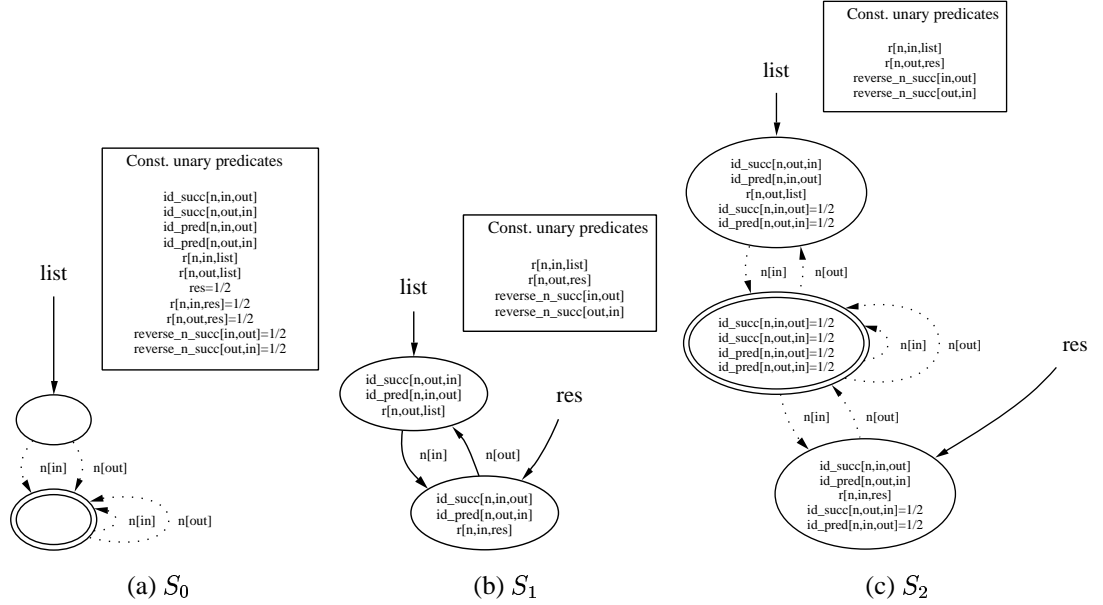 Const. unary predicates
id_succ[n,in,out]
id_succ[n,out,in]
id_pred[n,in,out]
id_pred[n,out,in]
r[n,in,list]
r[n,out,list]
res=1/2
r[n,in,res]=1/2
r[n,out,res]=1/2
reverse_n_succ[in,out]=1/2
reverse_n_succ[out,in]=1/2
list
n[in]
n[out]
n[in]
n[out]
(a) S0
Const. unary predicates
r[n,in,list]
r[n,out,res]
reverse_n_succ[in,out]
reverse_n_succ[out,in]
list
id_succ[n,out,in]
id_pred[n,in,out]
r[n,out,list]
res
n[in]
n[out]
id_succ[n,in,out]
id_pred[n,out,in]
r[n,in,res]
(b) S1
Const. unary predicates
r[n,in,list]
r[n,out,res]
reverse_n_succ[in,out]
reverse_n_succ[out,in]
list
id_succ[n,out,in]
id_pred[n,in,out]
r[n,out,list]
id_succ[n,in,out]=1/2
id_pred[n,out,in]=1/2
n[in]
n[out]
id_succ[n,in,out]=1/2
id_succ[n,out,in]=1/2
id_pred[n,in,out]=1/2
id_pred[n,out,in]=1/2
n[in]
n[out]
res
n[in]
n[out]
id_succ[n,in,out]
id_pred[n,out,in]
r[n,in,res]
id_succ[n,out,in]=1/2
id_pred[n,in,out]=1/2
(c) S2